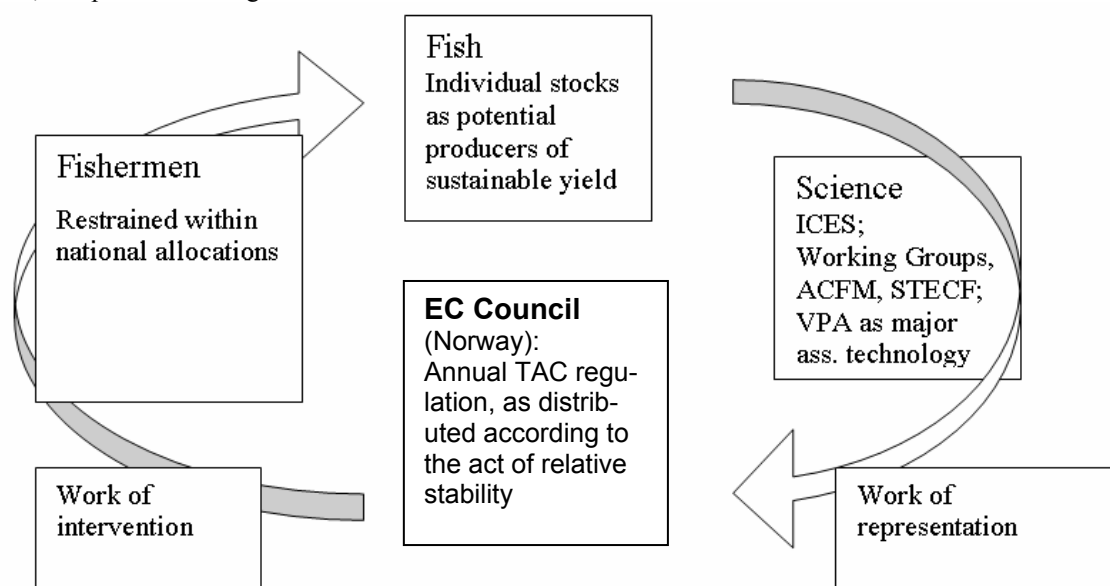 Fish
Individual stocks
as potential
producers of
sustainable yield
Fishermen
Restrained within
national allocations
Science
ICES;
Working Groups,
ACFM, STECF;
VPA as major
ass. technology
EC Council
(Norway):
Annual TAC regu-
lation, as distrib-
uted according to
the act of relative
stability
Work of
intervention
Work of
representation